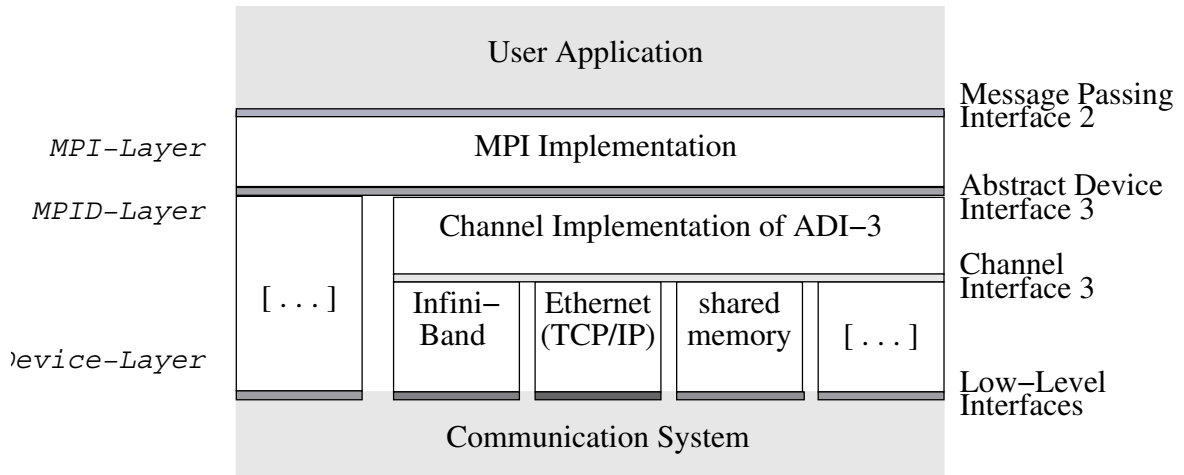 User Application
Message Passing
Interface 2
MPI-Layer
MPI Implementation
Abstract Device
Interface 3
MPID-Layer
Channel Implementation of ADI-3
Channel
Interface 3
[ . . . ]
Infini-
Band
Ethernet
(TCP/IP)
shared
memory
[ . . . ]
evice-Layer
Low-Level
Interfaces
Communication System